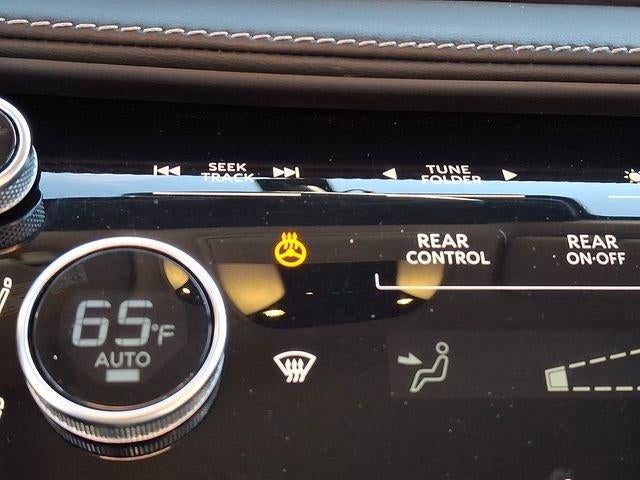 SEEK
TRACK
TUNE
FOLDER
REAR
CONTROL
REAR
ON·OFF
65°F
AUTO